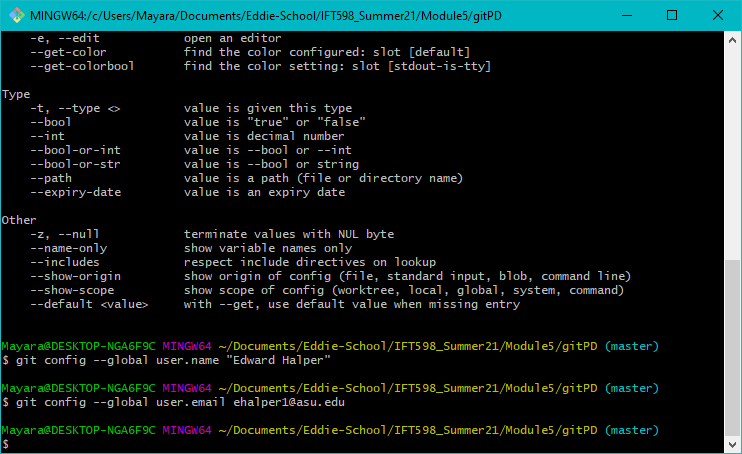 MINGW64:/c/Users/Mayara/Documents/Eddie-School/IFT598_Summer21/Module5/gitPD
-e, --edit            open an editor
--get-color           find the color configured: slot [default]
--get-colorbool       find the color setting: slot [stdout-is-tty]
Type
-t, --type <>         value is given this type
--bool                value is "true" or "false"
--int                 value is decimal number
--bool-or-int         value is --bool or --int
--bool-or-str         value is --bool or string
--path                value is a path (file or directory name)
--expiry-date         value is an expiry date
Other
-z, --null            terminate values with NUL byte
--name-only           show variable names only
--includes            respect include directives on lookup
--show-origin         show origin of config (file, standard input, blob, command line)
--show-scope          show scope of config (worktree, local, global, system, command)
--default <value>     with --get, use default value when missing entry
Mayara@DESKTOP-NGA6F9C MINGW64 ~/Documents/Eddie-School/IFT598_Summer21/Module5/gitPD (master)
$ git config --global user.name "Edward Halper"
Mayara@DESKTOP-NGA6F9C MINGW64 ~/Documents/Eddie-School/IFT598_Summer21/Module5/gitPD (master)
$ git config --global user.email ehalper1@asu.edu
Mayara@DESKTOP-NGA6F9C MINGW64 ~/Documents/Eddie-School/IFT598_Summer21/Module5/gitPD (master)
$